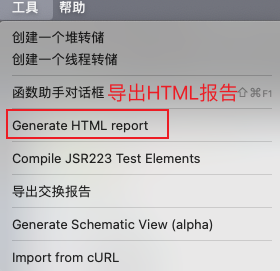 工具 帮助
创建一个堆转储
创建一个线程转储
函数助手对话框 导出HTML报告 ⇧⌘F1
Generate HTML report
Compile JSR223 Test Elements
导出交换报告
Generate Schematic View (alpha)
Import from cURL